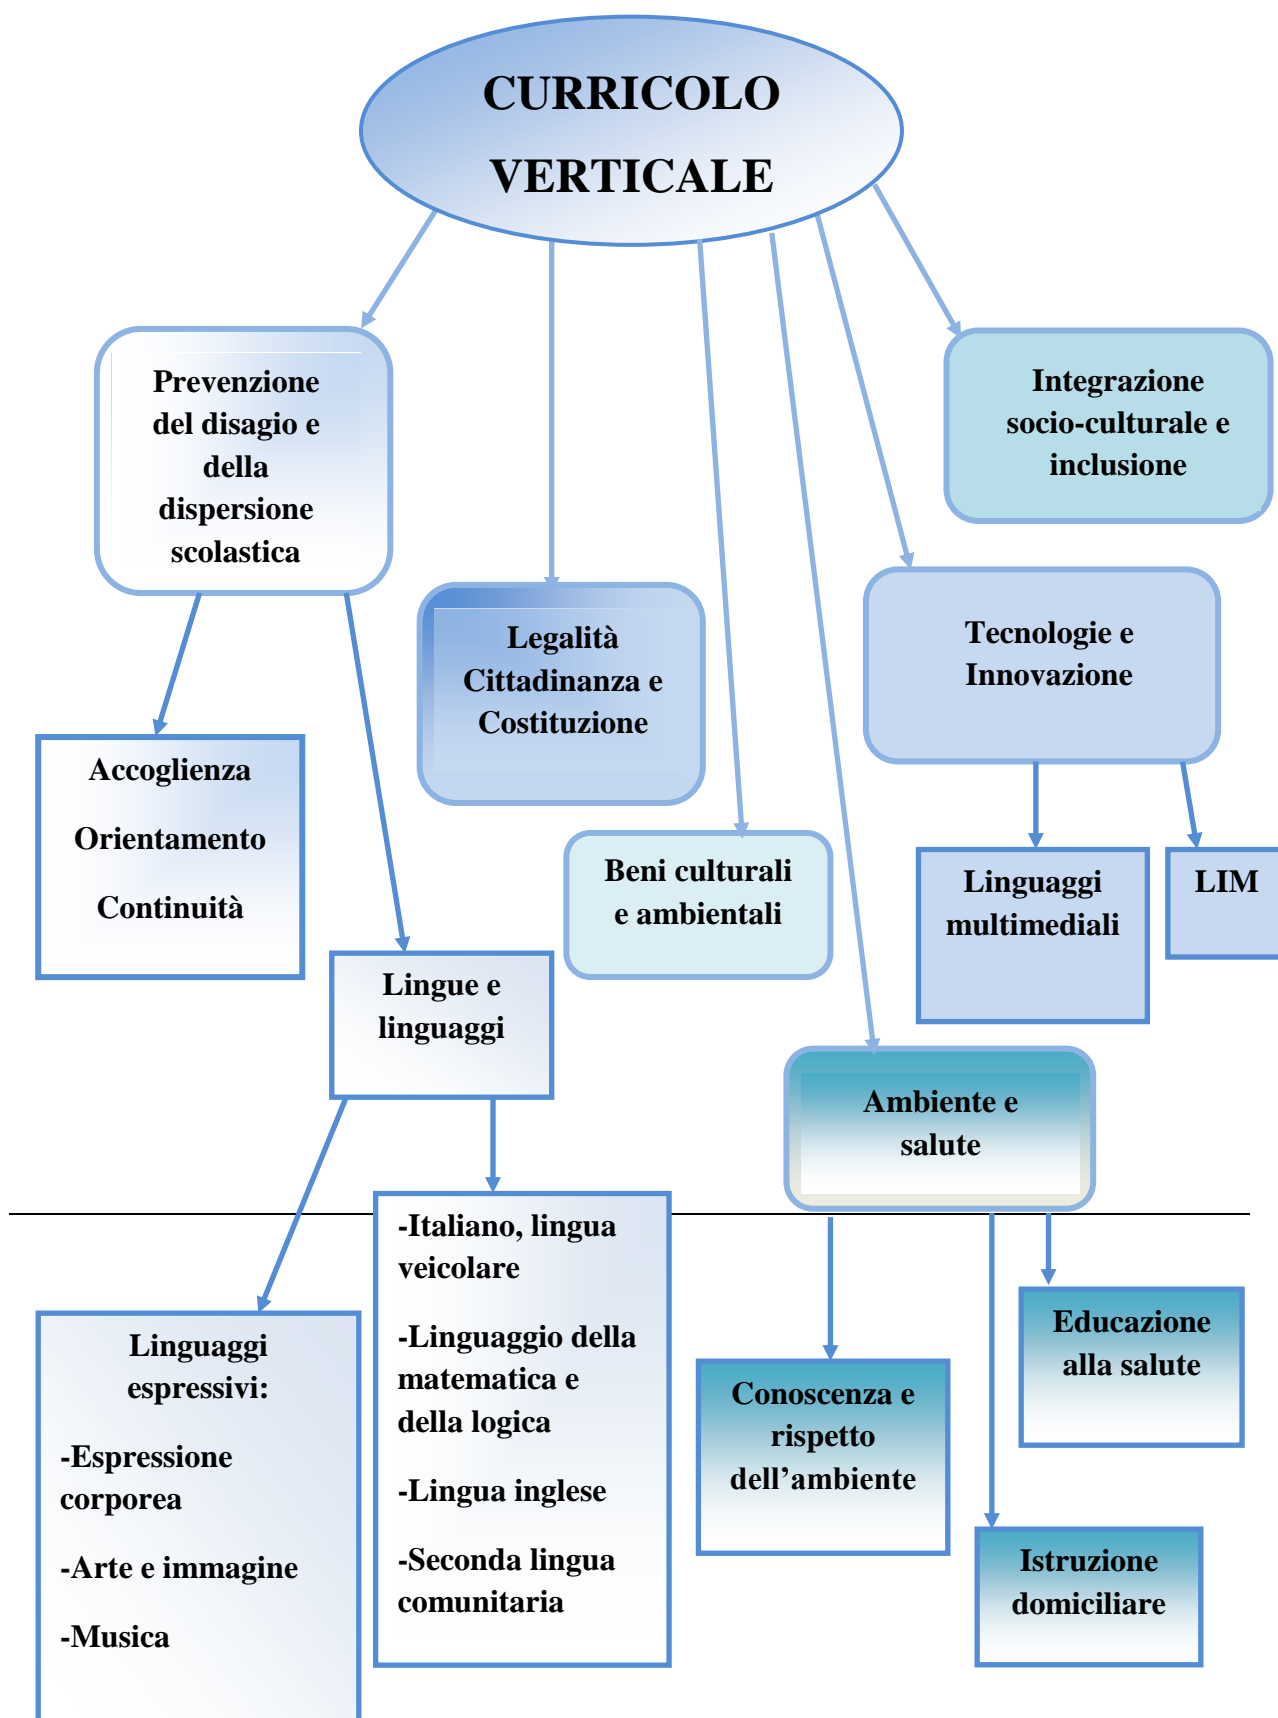 CURRICOLO
VERTICALE
Prevenzione
del disagio e
della
dispersione
scolastica
Integrazione
socio-culturale e
inclusione
Legalità
Cittadinanza e
Costituzione
Tecnologie e
Innovazione
Accoglienza
Orientamento
Continuità
Beni culturali
e ambientali
Linguaggi
multimediali
LIM
Lingue e
linguaggi
Ambiente e
salute
-Italiano, lingua
veicolare
-Linguaggio della
matematica e
della logica
-Lingua inglese
-Seconda lingua
comunitaria
Linguaggi
espressivi:
-Espressione
corporea
-Arte e immagine
-Musica
Conoscenza e
rispetto
dell’ambiente
Educazione
alla salute
Istruzione
domiciliare